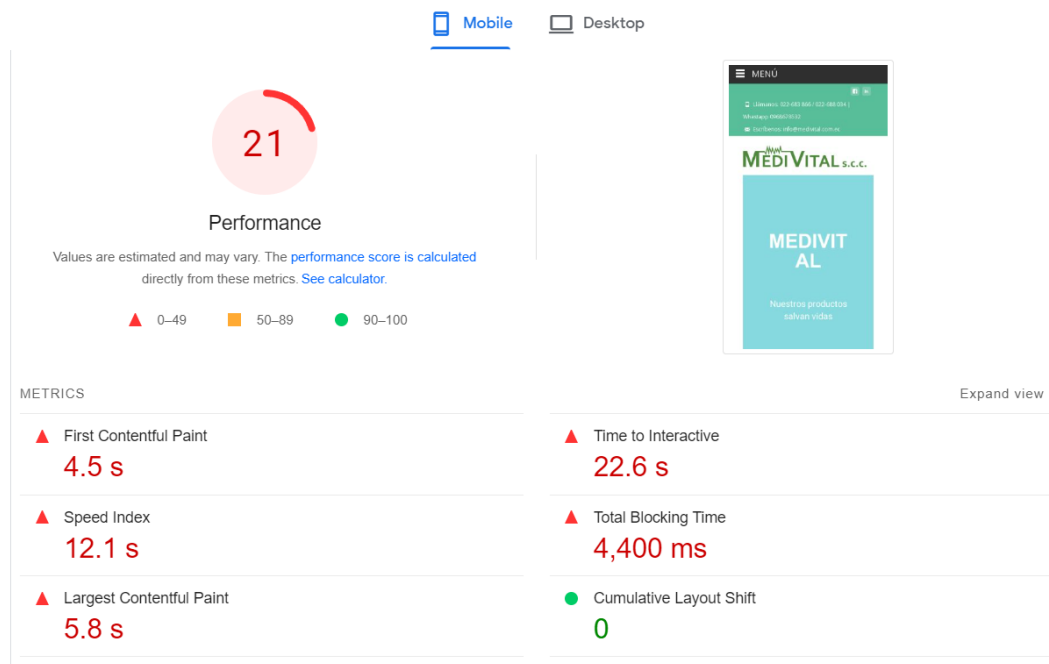 Mobile
Desktop
21
Performance
Values are estimated and may vary. The performance score is calculated
directly from these metrics. See calculator.
0–49
50–89
90–100
MENÚ
MEDIVITAL s.c.c.
MEDIVIT
AL
Nuestros productos
salvan vidas
METRICS
Expand view
First Contentful Paint
4.5 s
Time to Interactive
22.6 s
Speed Index
12.1 s
Total Blocking Time
4,400 ms
Largest Contentful Paint
5.8 s
Cumulative Layout Shift
0